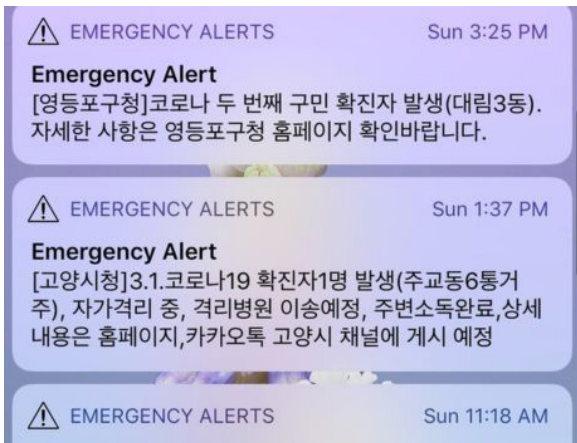 EMERGENCY ALERTS Sun 3:25 PM
Emergency Alert
[영등포구청]코로나 두 번째 구민 확진자 발생(대림3동).
자세한 사항은 영등포구청 홈페이지 확인바랍니다.
EMERGENCY ALERTS Sun 1:37 PM
Emergency Alert
[고양시청]3.1.코로나19 확진자1명 발생(주교동6통거
주), 자가격리 중, 격리병원 이송예정, 주변소독완료,상세
내용은 홈페이지,카카오톡 고양시 채널에 게시 예정
EMERGENCY ALERTS Sun 11:18 AM